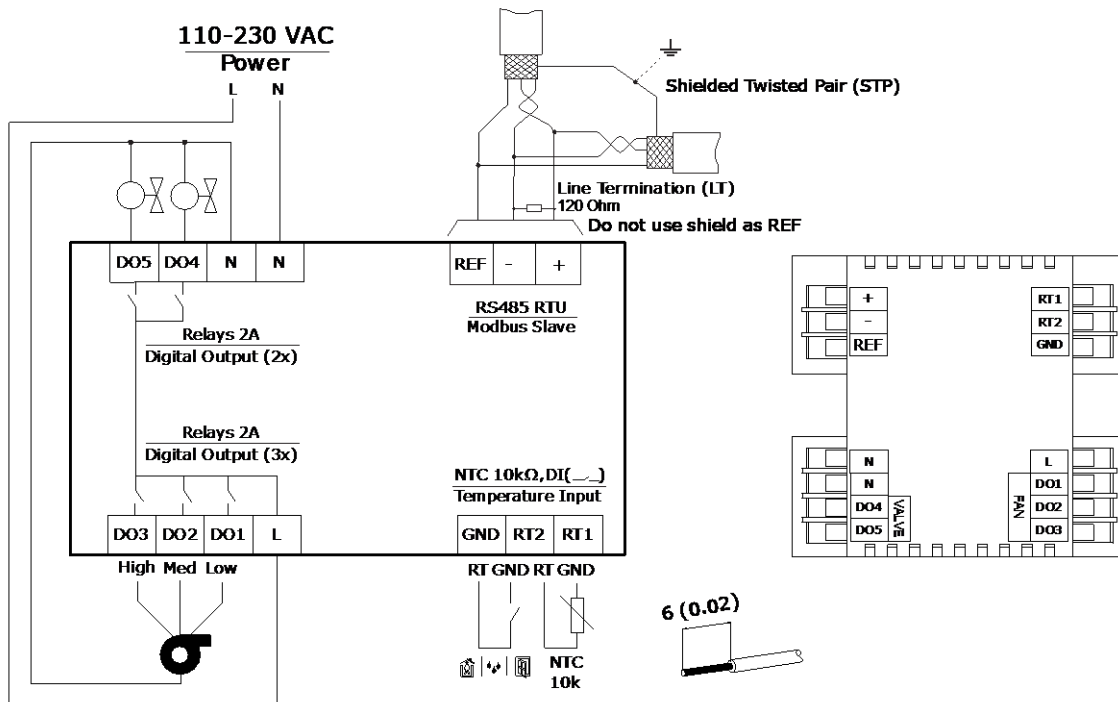 110-230 VAC
Power
L N
Shielded Twisted Pair (STP)
Line Termination (LT)
120 Ohm
Do not use shield as REF
DO5 DO4 N N
REF - +
RS485 RTU
Modbus Slave
Relays 2A
Digital Output (2x)
Relays 2A
Digital Output (3x)
NTC 10kΩ,DI(_._)
Temperature Input
DO3 DO2 DO1 L
GND RT2 RT1
High Med Low
RT GND RT GND
NTC
10k
6 (0.02)
+ RT1
- RT2
REF GND
N L
N DO1
DO4 DO2
DO5 DO3
VALVE
FAN